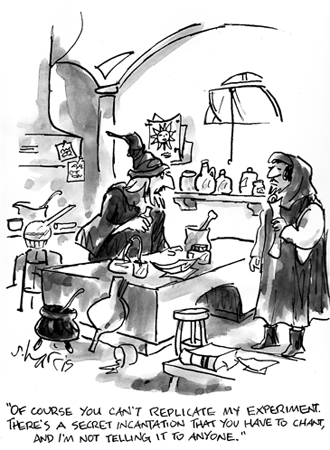 S. Harris
"OF COURSE YOU CAN'T REPLICATE MY EXPERIMENT.
THERE'S A SECRET INCANTATION THAT YOU HAVE TO CHANT,
AND I'M NOT TELLING IT TO ANYONE."